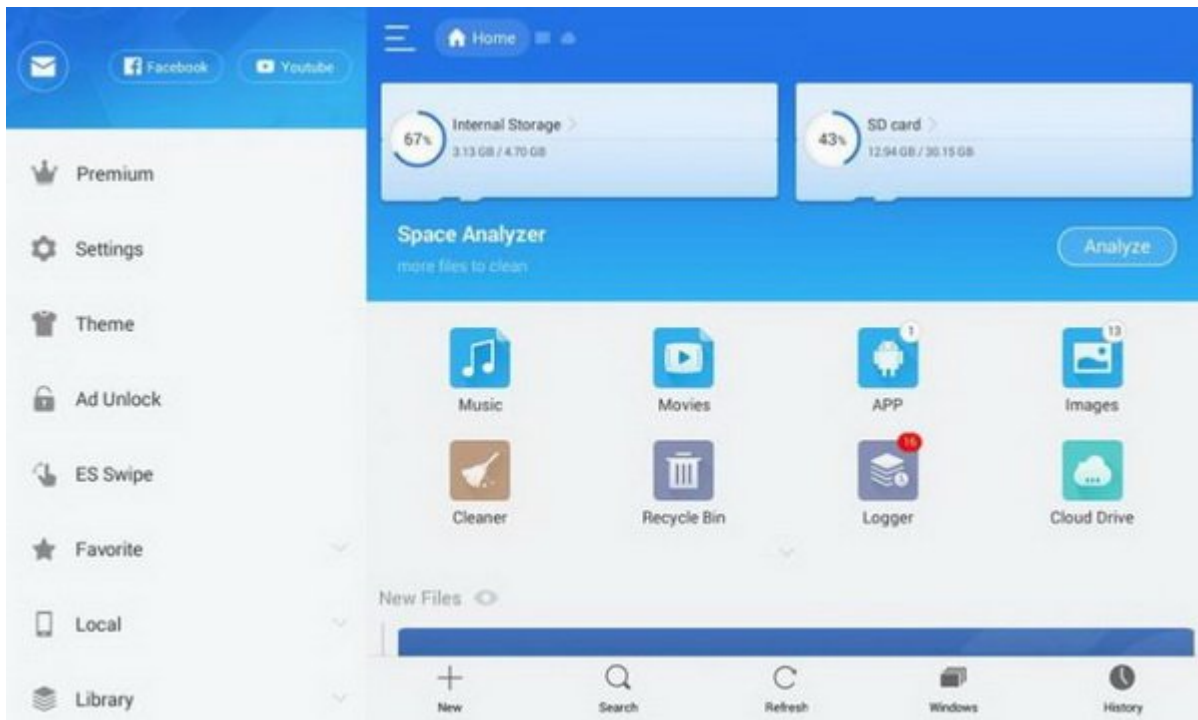 Facebook
Youtube
Premium
Settings
Theme
Ad Unlock
ES Swipe
Favorite
Local
Library
Home
67%
Internal Storage
3.13 GB / 4.70 GB
43%
SD card
12.94 GB / 30.15 GB
Space Analyzer
more files to clean
Analyze
Music
Movies
1
APP
13
Images
Cleaner
Recycle Bin
16
Logger
Cloud Drive
New Files
New
Search
Refresh
Windows
History